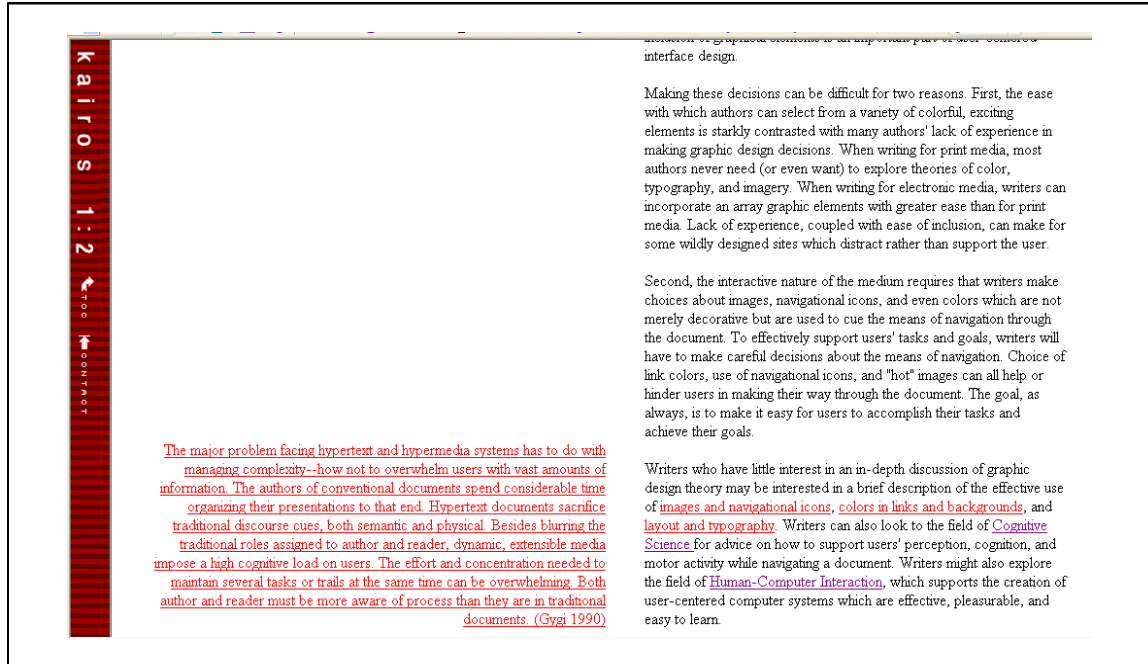 kairos 1:2 TOC CONTACT
inclusion of graphical elements is an important part of user-centered
interface design.
Making these decisions can be difficult for two reasons. First, the ease
with which authors can select from a variety of colorful, exciting
elements is starkly contrasted with many authors' lack of experience in
making graphic design decisions. When writing for print media, most
authors never need (or even want) to explore theories of color,
typography, and imagery. When writing for electronic media, writers can
incorporate an array graphic elements with greater ease than for print
media. Lack of experience, coupled with ease of inclusion, can make for
some wildly designed sites which distract rather than support the user.
Second, the interactive nature of the medium requires that writers make
choices about images, navigational icons, and even colors which are not
merely decorative but are used to cue the means of navigation through
the document. To effectively support users' tasks and goals, writers will
have to make careful decisions about the means of navigation. Choice of
link colors, use of navigational icons, and "hot" images can all help or
hinder users in making their way through the document. The goal, as
always, is to make it easy for users to accomplish their tasks and
achieve their goals.
The major problem facing hypertext and hypermedia systems has to do with
managing complexity--how not to overwhelm users with vast amounts of
information. The authors of conventional documents spend considerable time
organizing their presentations to that end. Hypertext documents sacrifice
traditional discourse cues, both semantic and physical. Besides blurring the
traditional roles assigned to author and reader, dynamic, extensible media
impose a high cognitive load on users. The effort and concentration needed to
maintain several tasks or trails at the same time can be overwhelming. Both
author and reader must be more aware of process than they are in traditional
documents. (Gygi 1990)
Writers who have little interest in an in-depth discussion of graphic
design theory may be interested in a brief description of the effective use
of images and navigational icons, colors in links and backgrounds, and
layout and typography. Writers can also look to the field of Cognitive
Science for advice on how to support users' perception, cognition, and
motor activity while navigating a document. Writers might also explore
the field of Human-Computer Interaction, which supports the creation of
user-centered computer systems which are effective, pleasurable, and
easy to learn.